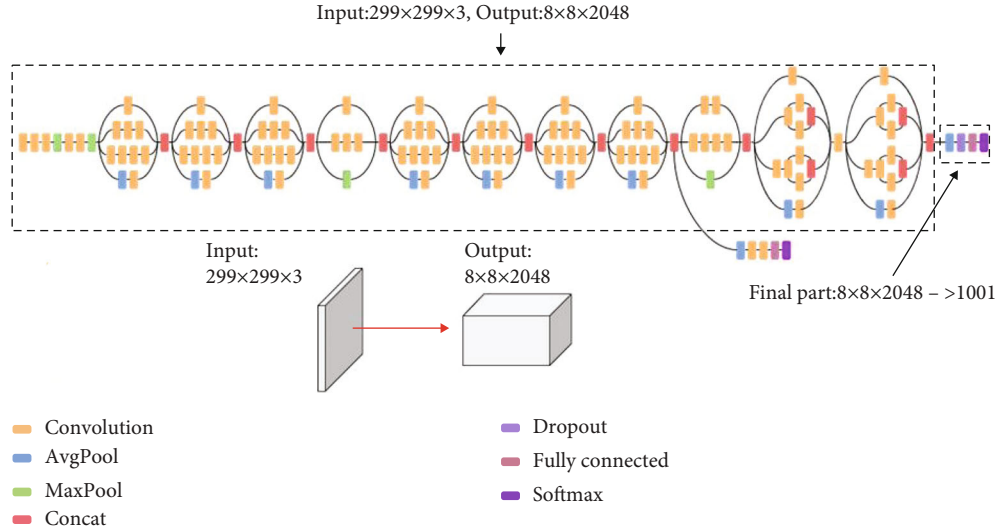 Input:299×299×3, Output:8×8×2048
Input:
299×299×3
Output:
8×8×2048
Final part:8×8×2048 – >1001
Convolution
AvgPool
MaxPool
Concat
Dropout
Fully connected
Softmax